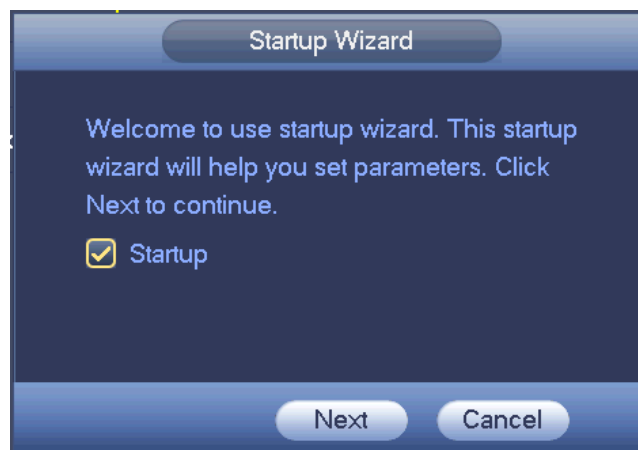 Startup Wizard
Welcome to use startup wizard. This startup
wizard will help you set parameters. Click
Next to continue.
Startup
Next Cancel